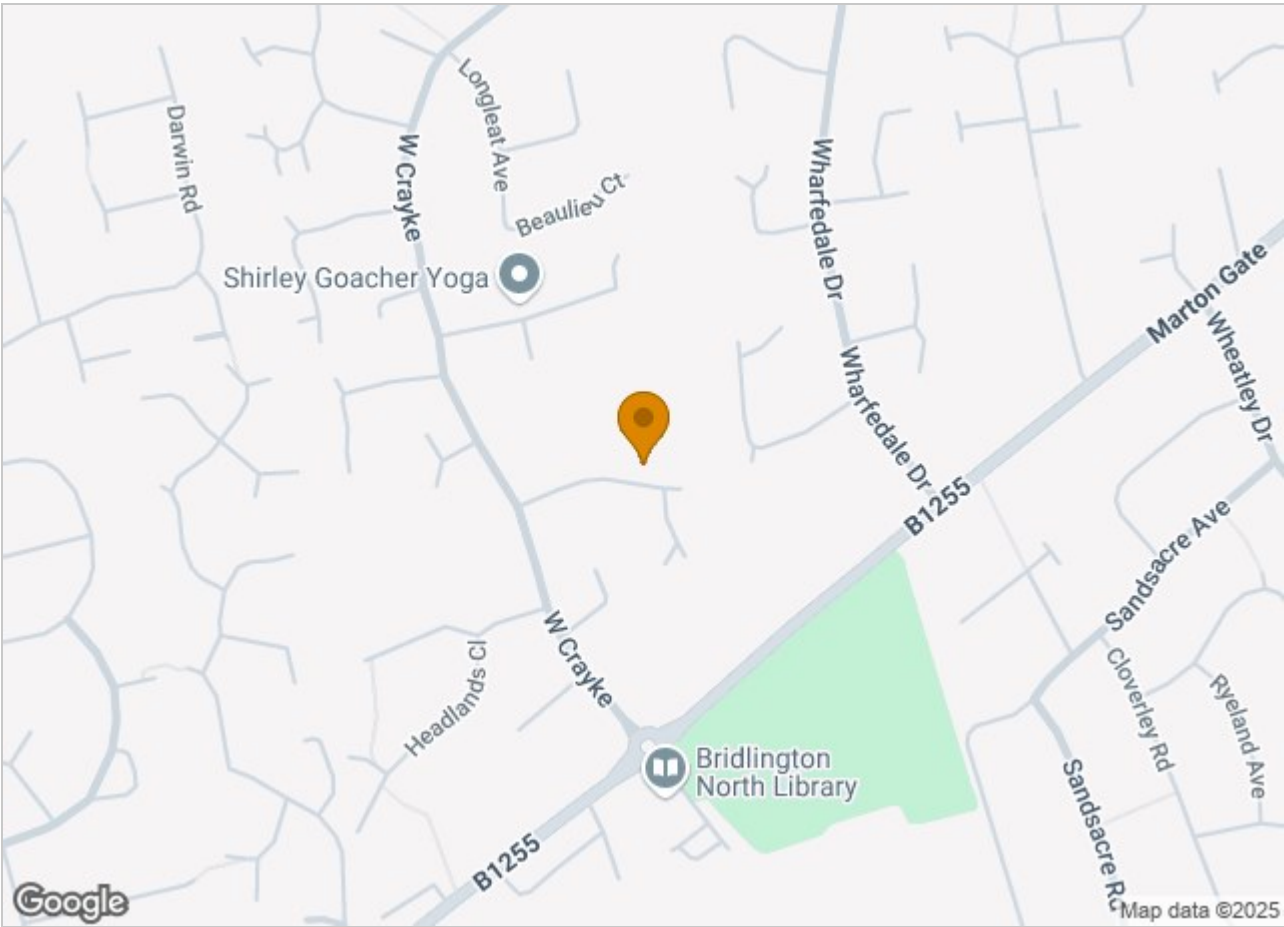 Longleat Ave
Darwin Rd
W Crayke
Wharfedale Dr
Beaulieu Ct
Shirley Goacher Yoga
Marton Gate
Wheatley Dr
Wharfedale Dr
B1255
Sandsacre Ave
W Crayke
Headlands Cl
Cloverley Rd
Ryeland Ave
Bridlington
North Library
Sandsacre Rd
B1255
Google
Map data ©2025